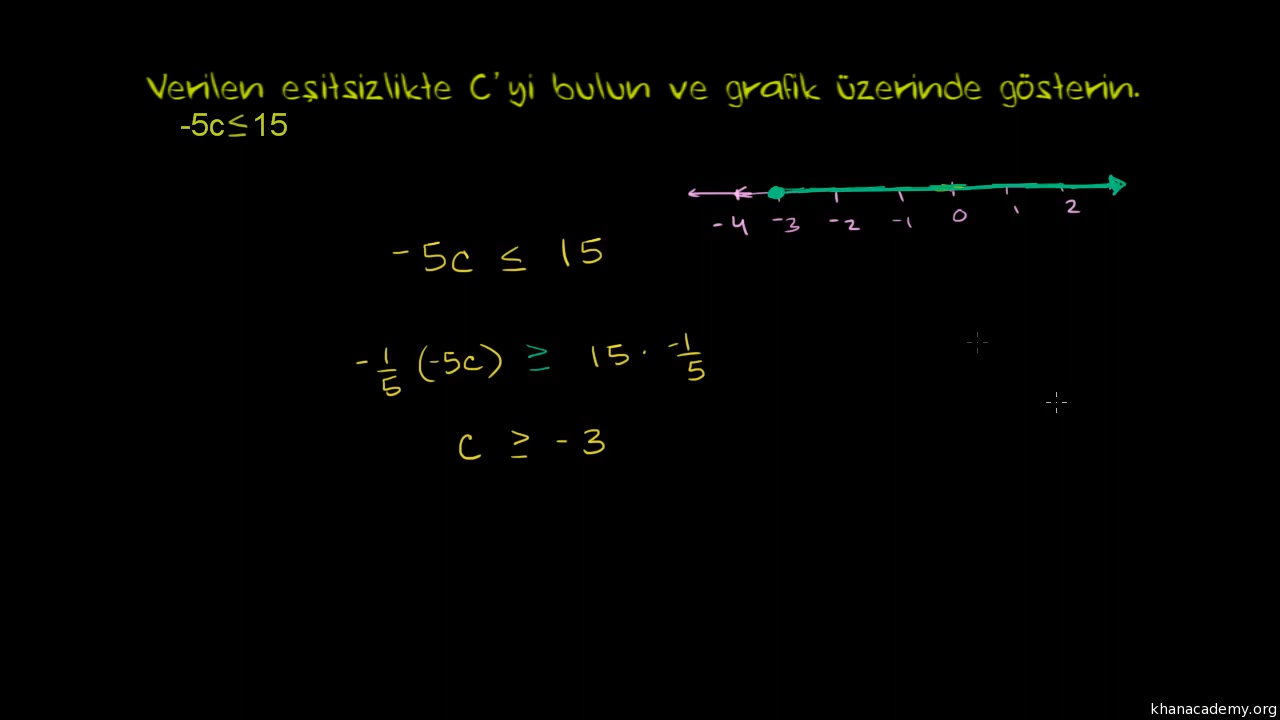 Verilen eşitsizlikte C'yi bulun ve grafik üzerinde gösterin.
-5c≤15
-4 -3 -2 -1 0 1 2
-5c ≤ 15
-1/5 (-5c) ≥ 15 · -1/5
c ≥ -3
khanacademy.org